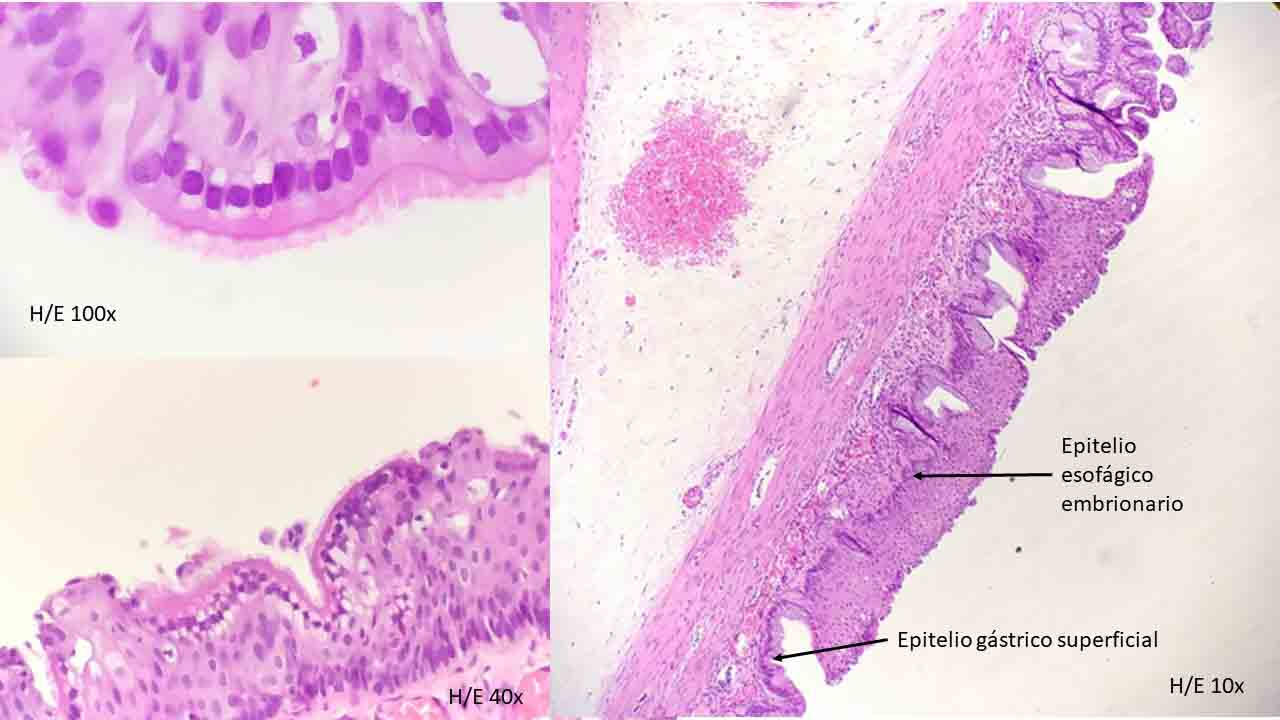 H/E 100x
H/E 40x
Epitelio
esofágico
embrionario
Epitelio gástrico superficial
H/E 10x